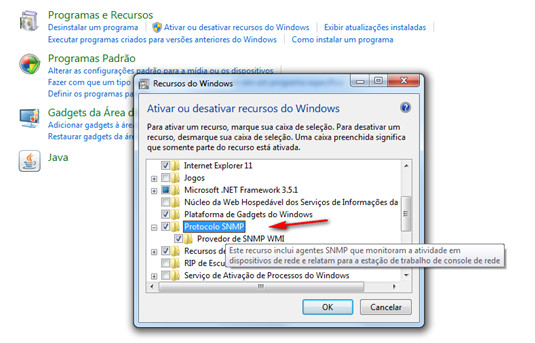 Programas e Recursos
Desinstalar um programa
Ativar ou desativar recursos do Windows
Exibir atualizações instaladas
Executar programas criados para versões anteriores do Windows
Como instalar um programa
Programas Padrão
Alterar as configurações padrão para a mídia ou os dispositivos
Fazer com que um tipo
Definir os programas pad
Gadgets da Área d
Adicionar gadgets à área
Restaurar gadgets da área
Java
Recursos do Windows
Ativar ou desativar recursos do Windows
Para ativar um recurso, marque sua caixa de seleção. Para desativar um
recurso, desmarque sua caixa de seleção. Uma caixa preenchida significa
que somente parte do recurso está ativada.
Internet Explorer 11
Jogos
Microsoft .NET Framework 3.5.1
Núcleo da Web Hospedável dos Serviços de Informações da
Plataforma de Gadgets do Windows
Protocolo SNMP
Provedor de SNMP WMI
Recursos de
Este recurso inclui agentes SNMP que monitoram a atividade em
dispositivos de rede e relatam para a estação de trabalho de console de rede
RIP de Escu
Serviço de Ativação de Processos do Windows
OK
Cancelar